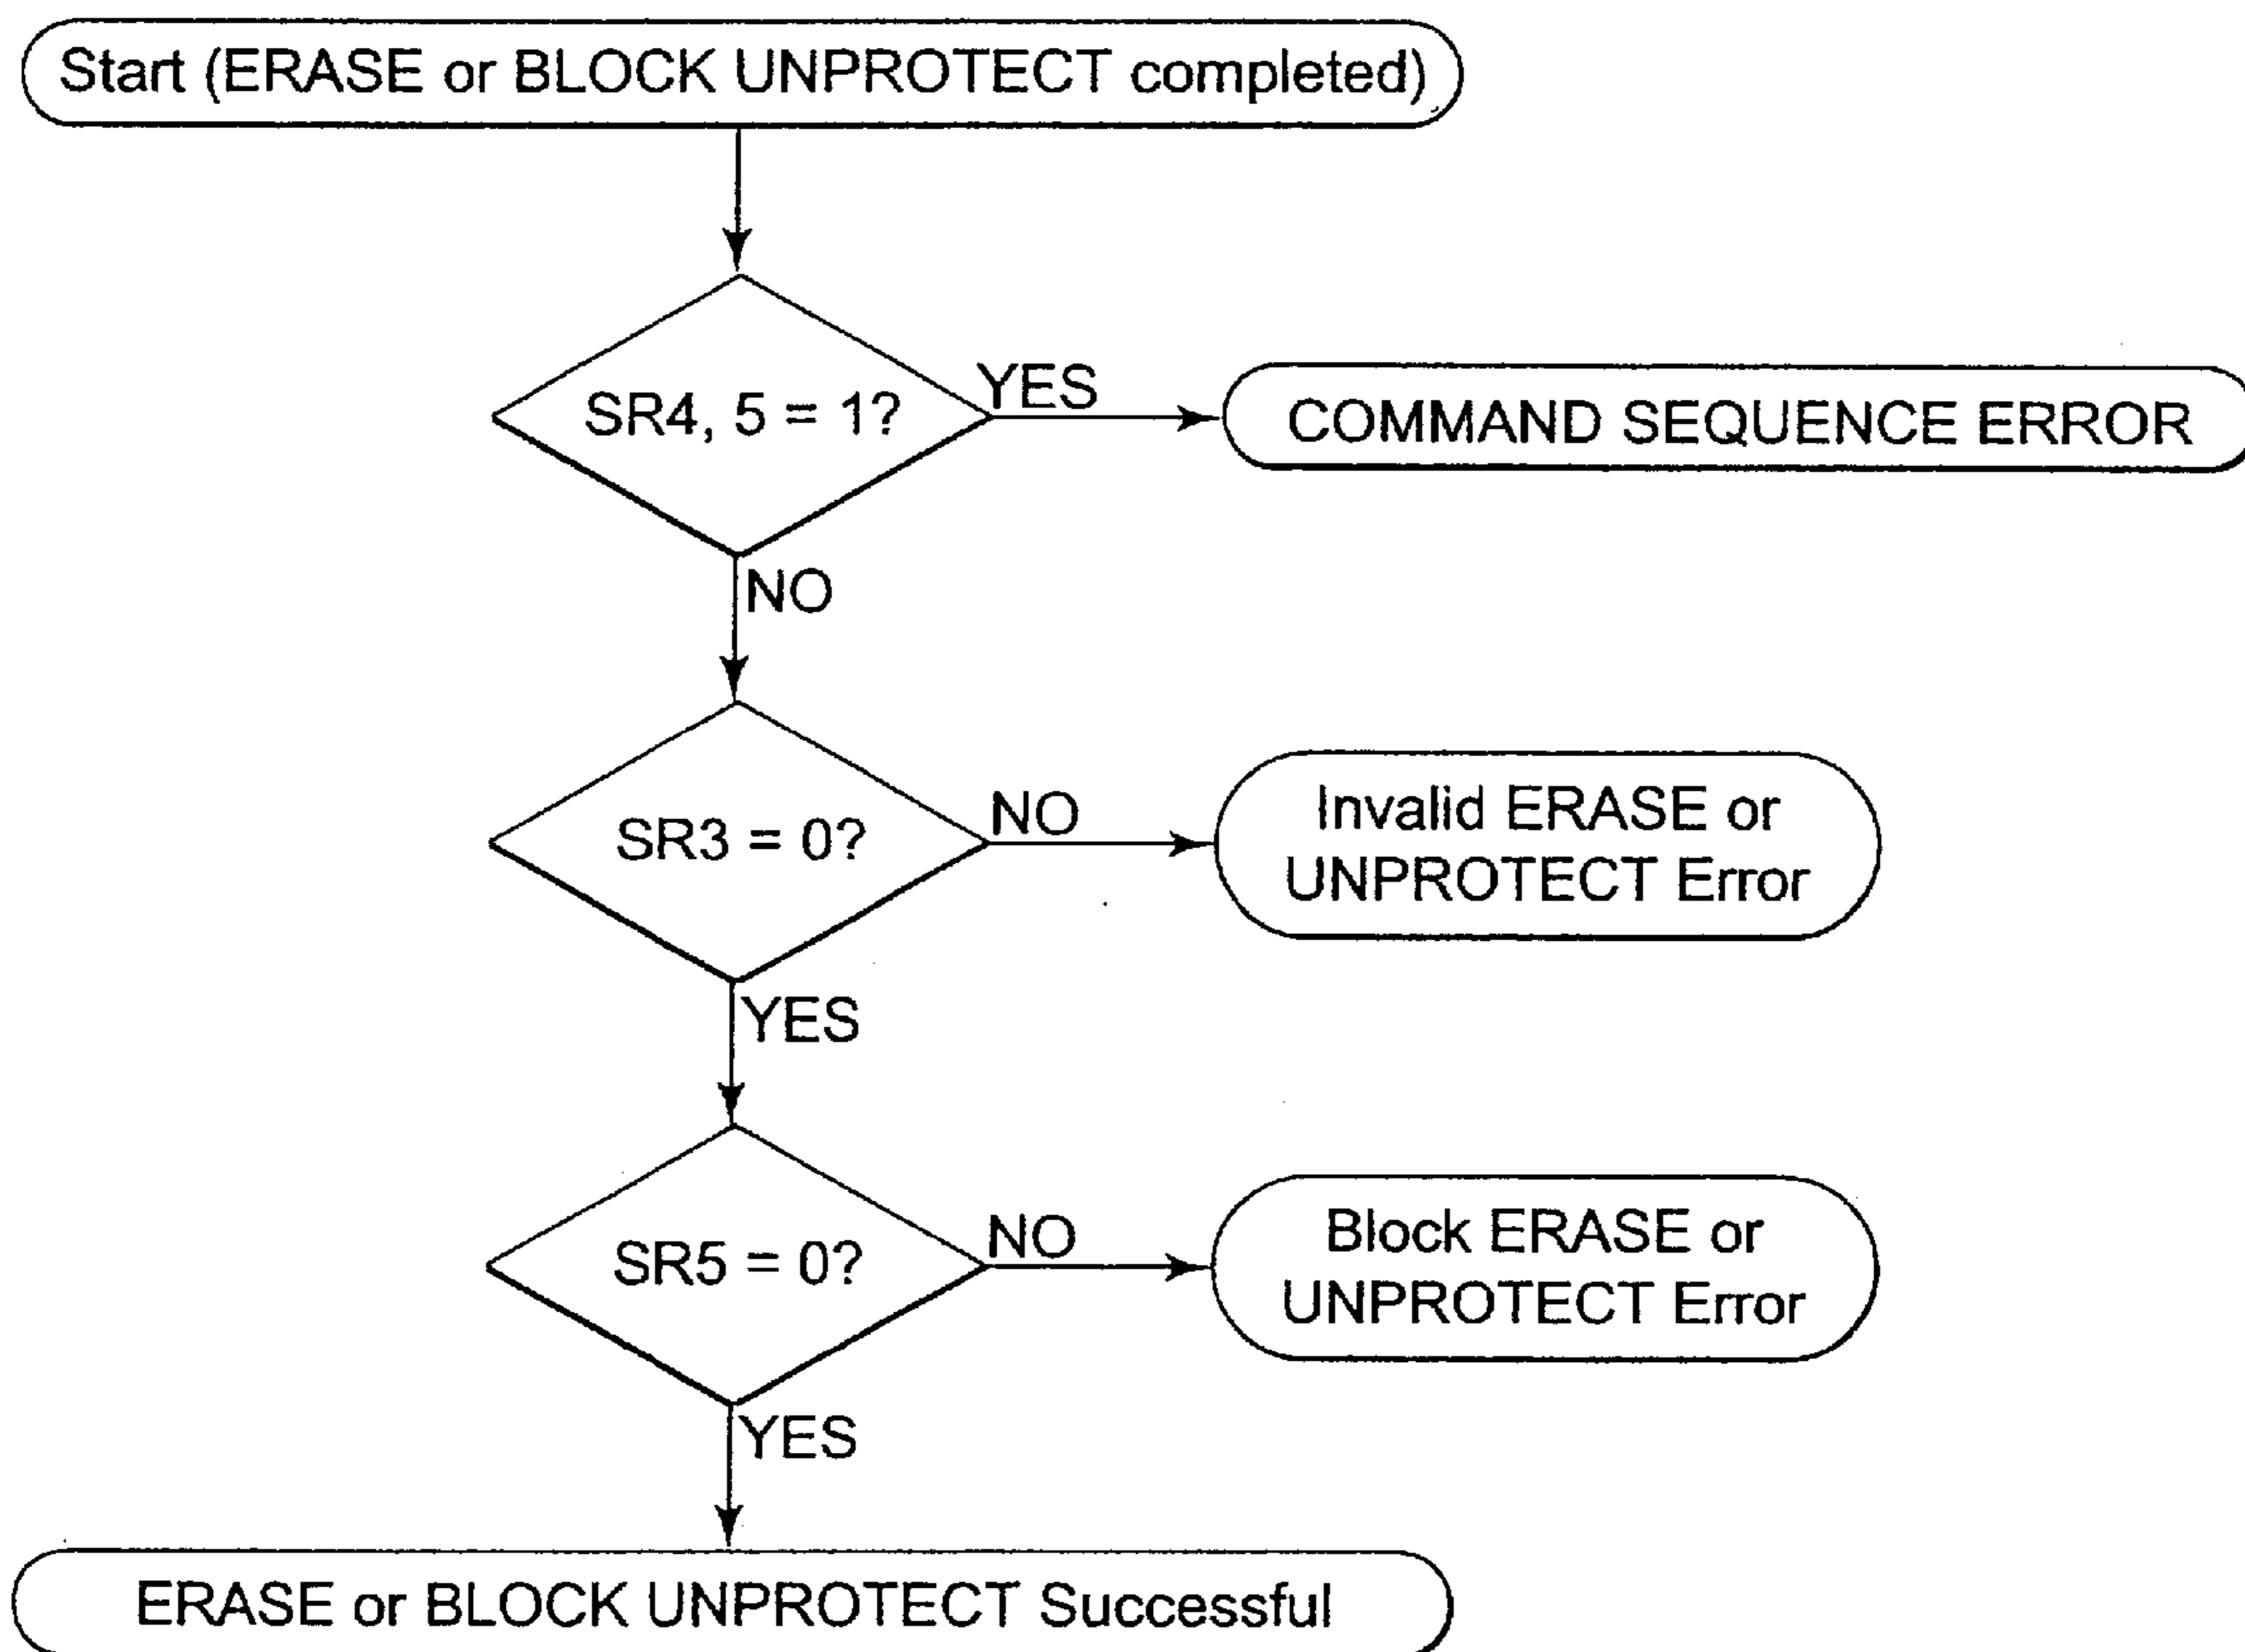 Start (ERASE or BLOCK UNPROTECT completed)
SR4, 5 = 1?
YES
COMMAND SEQUENCE ERROR
NO
SR3 = 0?
NO
Invalid ERASE or
UNPROTECT Error
YES
SR5 = 0?
NO
Block ERASE or
UNPROTECT Error
YES
ERASE or BLOCK UNPROTECT Successful